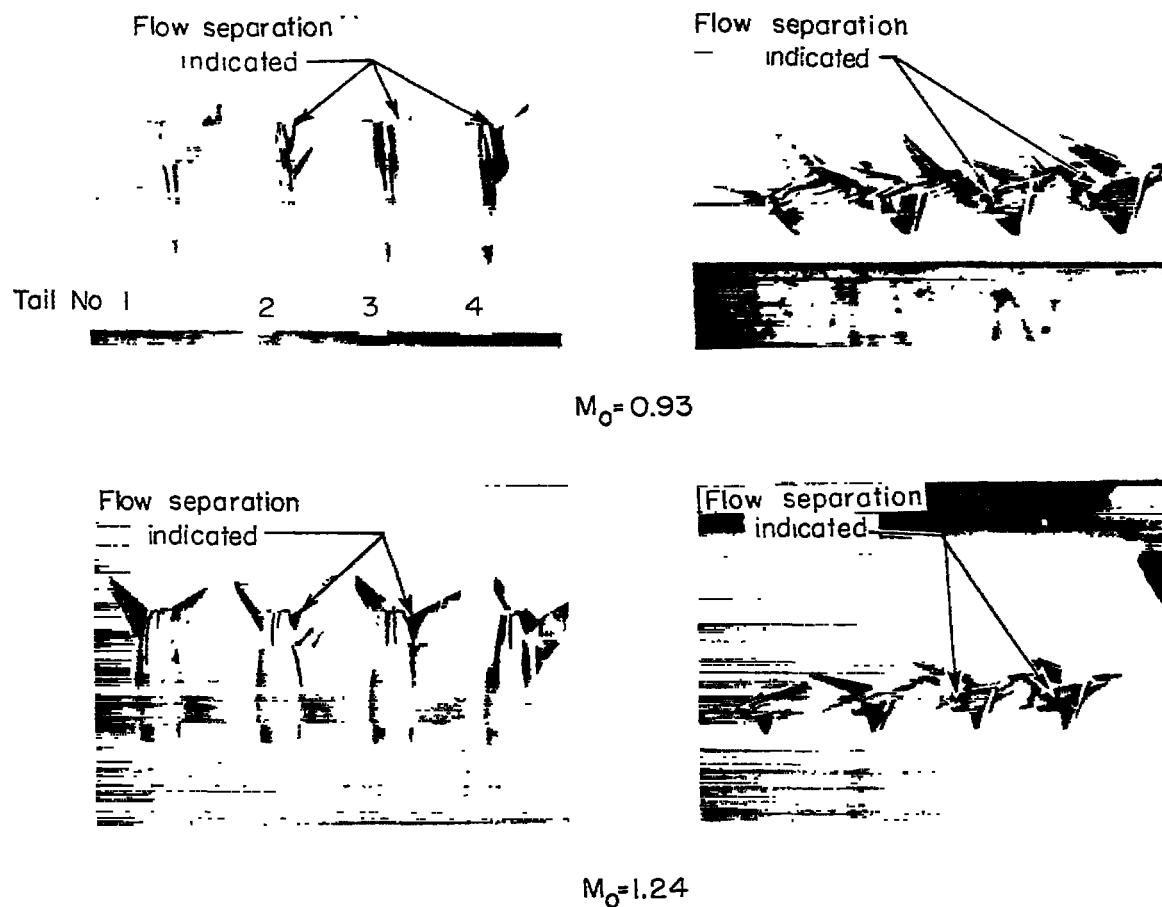 Flow separation
indicated
Flow separation
indicated
Tail No 1 2 3 4
M₀=0.93
Flow separation
indicated
Flow separation
indicated
M₀=1.24